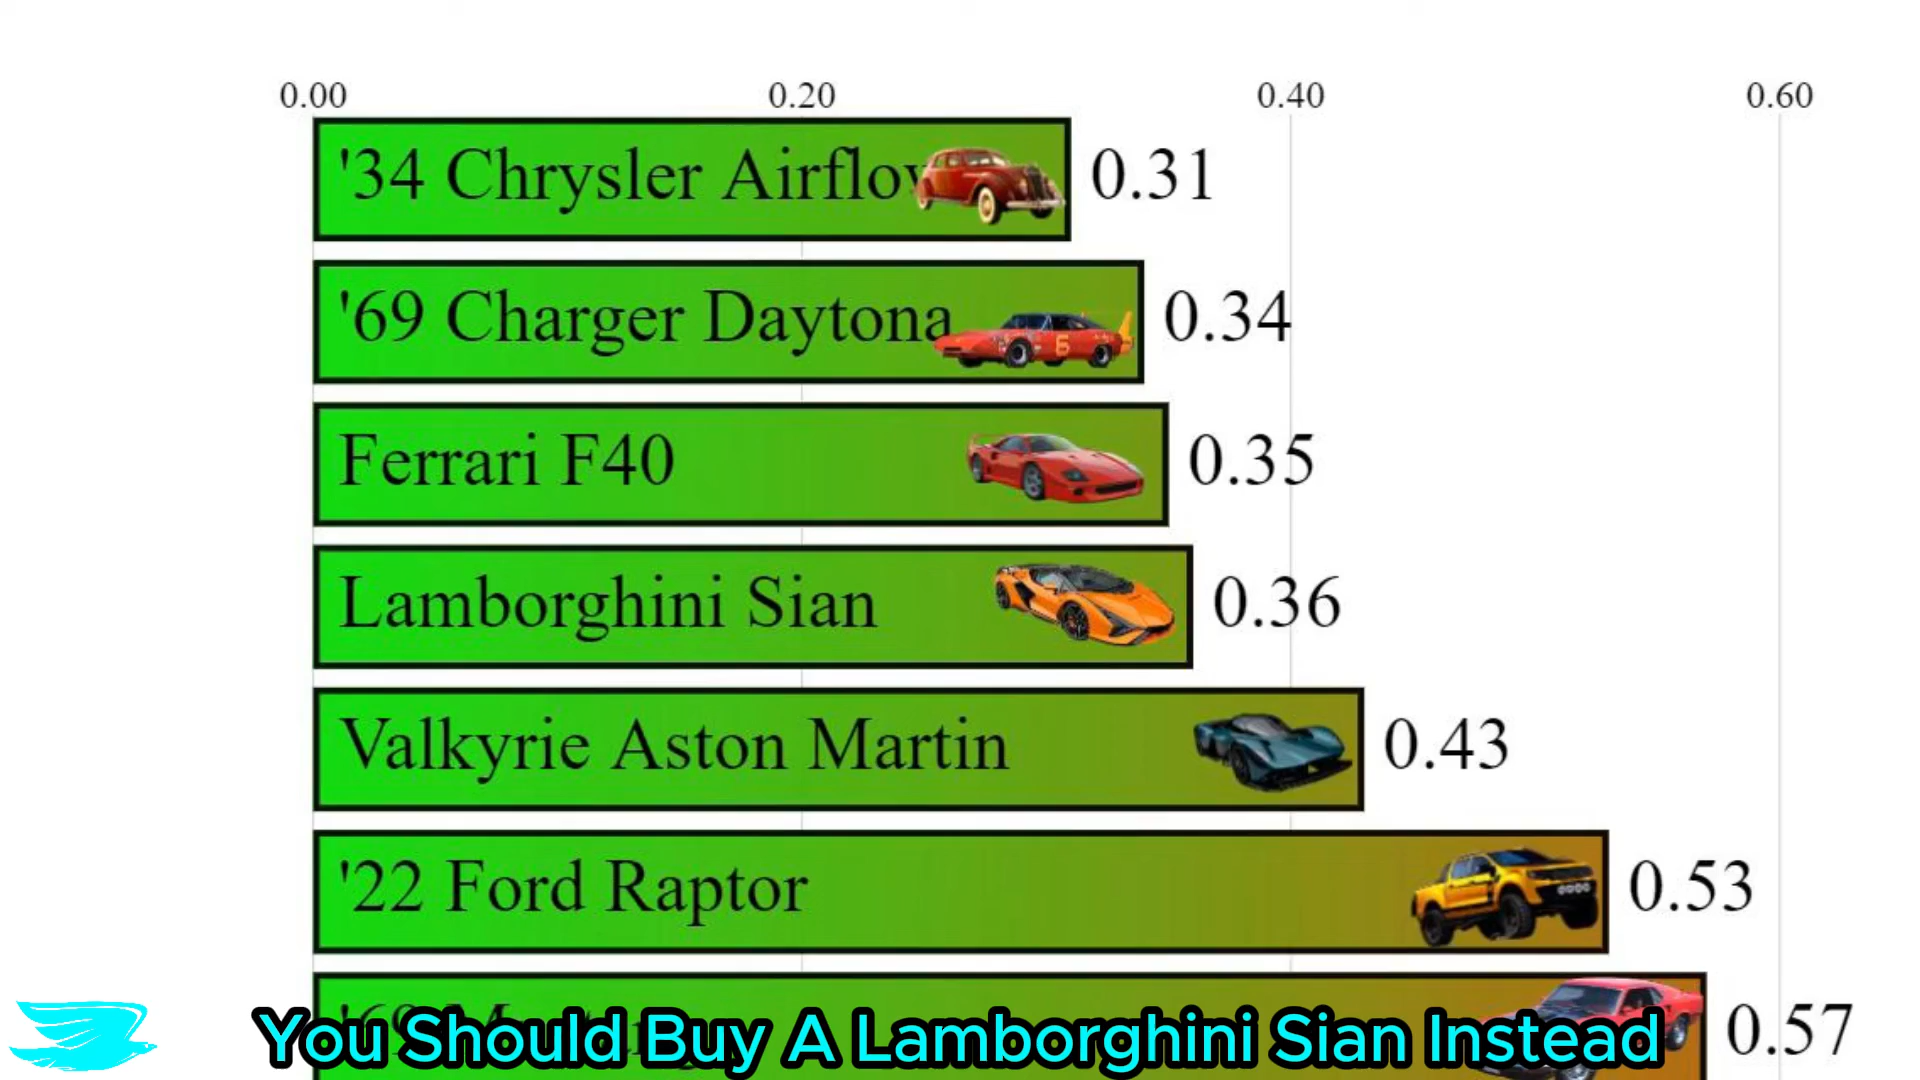 0.00 0.20 0.40 0.60
'34 Chrysler Airflow 0.31
'69 Charger Daytona 0.34
Ferrari F40 0.35
Lamborghini Sian 0.36
Valkyrie Aston Martin 0.43
'22 Ford Raptor 0.53
0.57
You Should Buy A Lamborghini Sian Instead